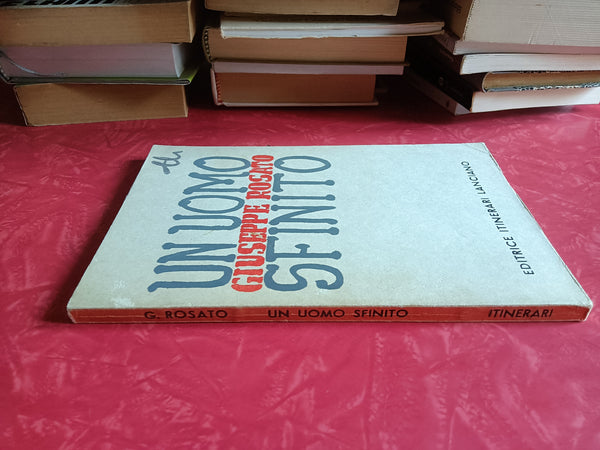 UN UOMO
GIUSEPPE ROSATO
SFINITO
EDITRICE ITINERARI LANCIANO
G. ROSATO UN UOMO SFINITO ITINERARI